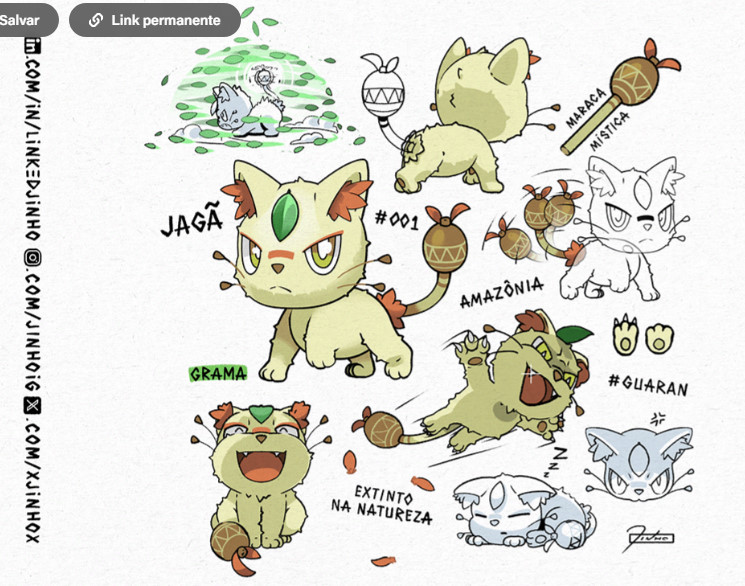 Salvar
Link permanente
in.COM/iN/LiNKEDJiNHO
.COM/JiNHOiG
X.COM/XJiNHOX
MARACA
MÍSTICA
JAGÃ
#001
AMAZÔNIA
GRAMA
#GUARAN
EXTINTO
NA NATUREZA
Z
Z
Z
JINHO